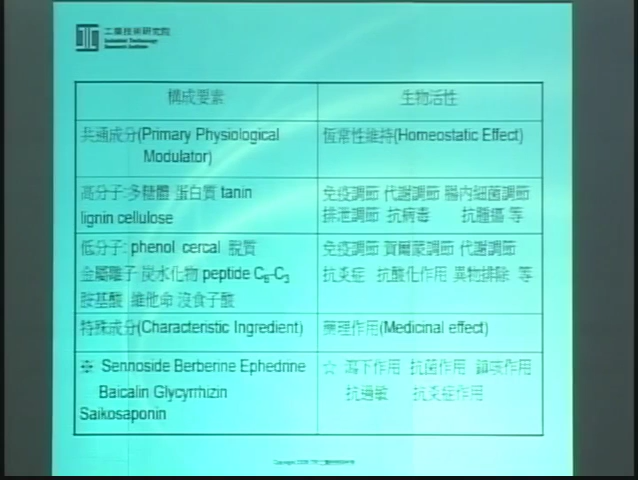 工業技術研究院
Industrial Technology
Research Institute
構成要素 生物活性
共通成分(Primary Physiological
Modulator)
恆常性維持(Homeostatic Effect)
高分子:多糖體 蛋白質 tanin
lignin cellulose
免疫調節 代謝調節 腸內細菌調節
排泄調節 抗病毒 抗腫瘍 等
低分子: phenol cercal 脫質
金屬離子 炭水化物 peptide C₆-C₃
胺基酸 維他命 沒食子酸
免疫調節 賀爾蒙調節 代謝調節
抗炎症 抗酸化作用 異物排除 等
特殊成分(Characteristic Ingredient)
藥理作用(Medicinal effect)
※ Sennoside Berberine Ephedrine
Baicalin Glycyrrhizin
Saikosaponin
☆ 瀉下作用 抗菌作用 鎮咳作用
抗過敏 抗炎症作用